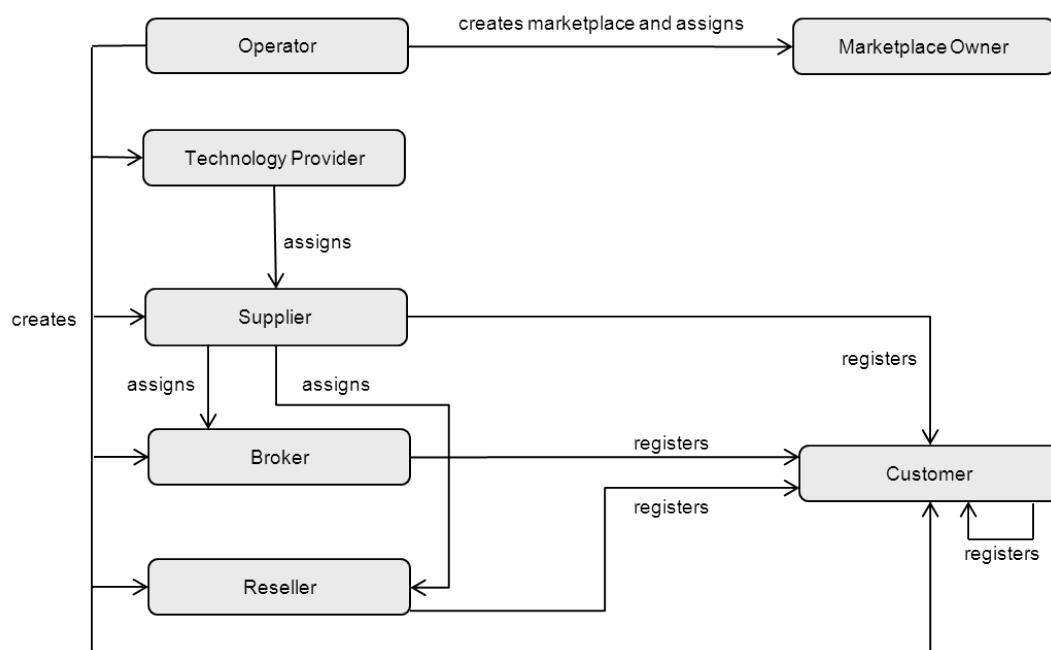 creates marketplace and assigns
Operator
Marketplace Owner
Technology Provider
assigns
Supplier
creates
registers
assigns
assigns
Broker
registers
Customer
registers
registers
Reseller